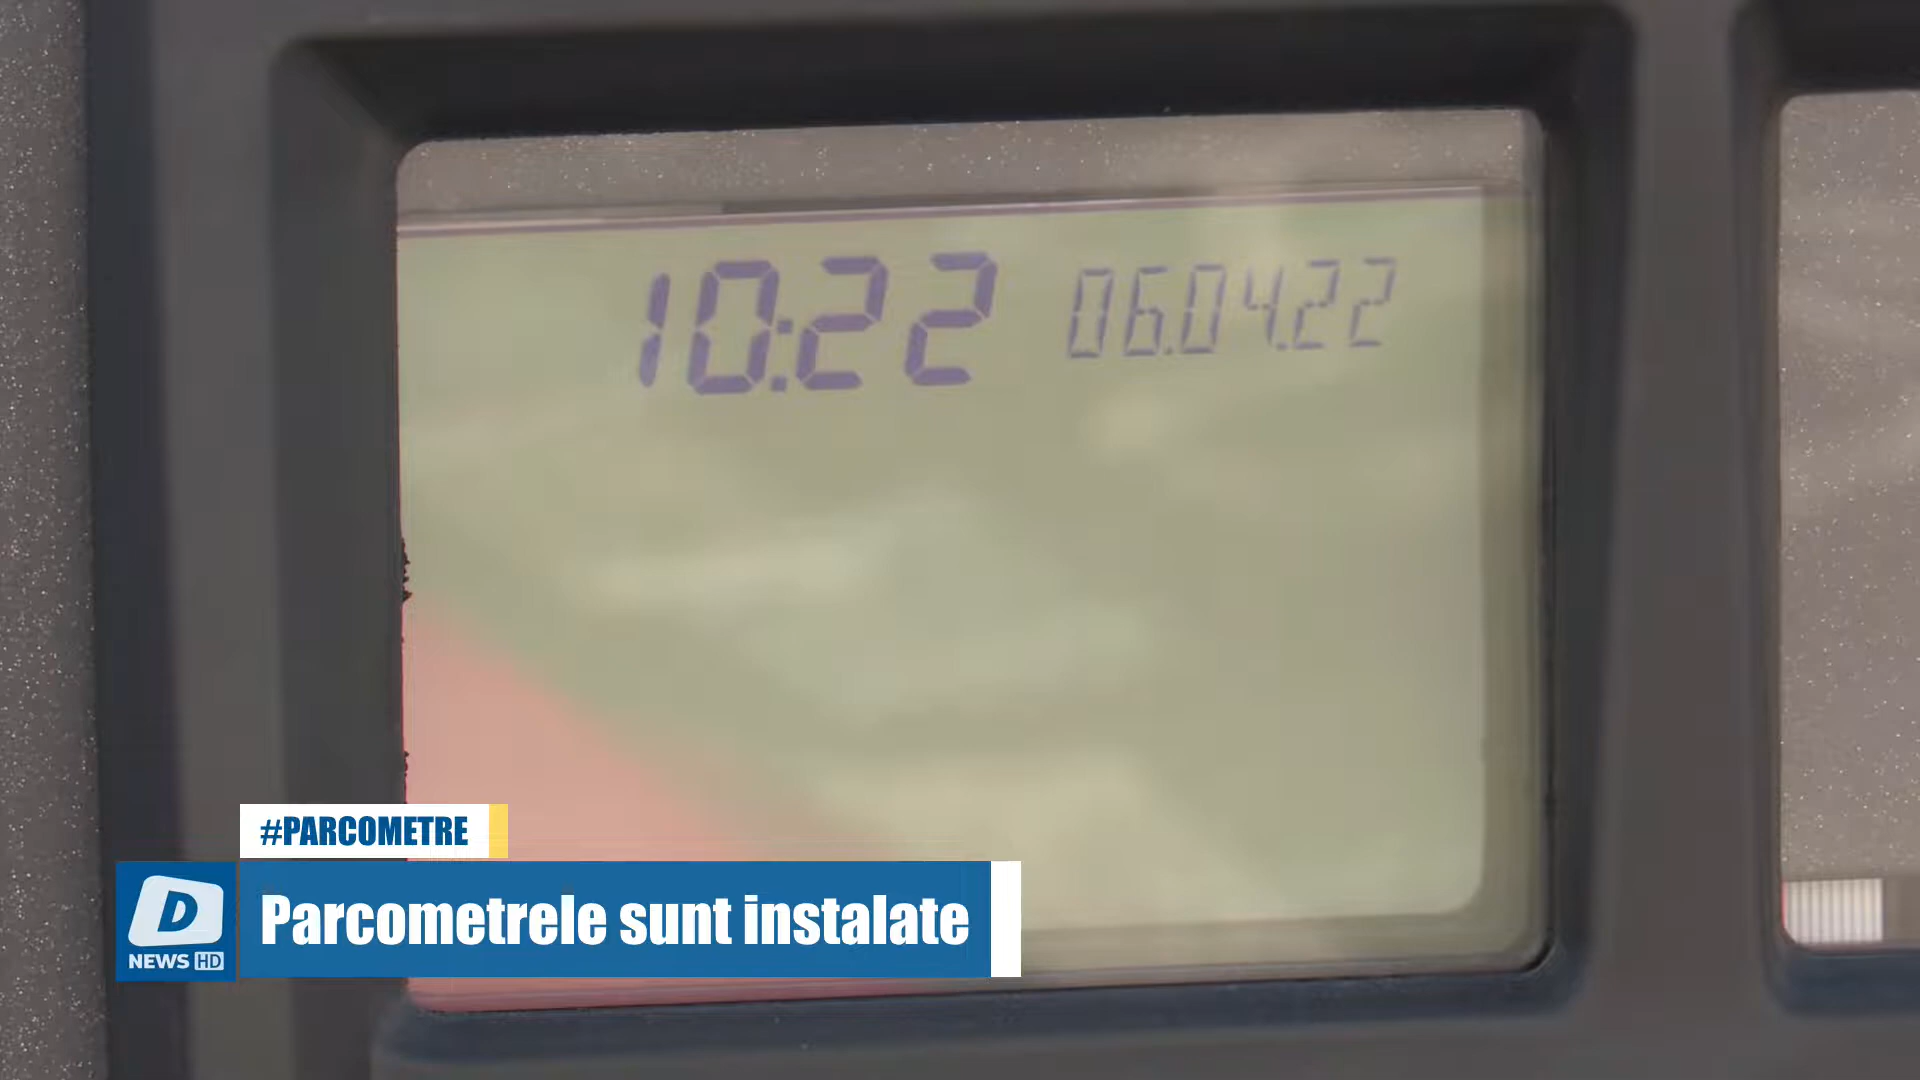 10:22 06.04.22
#PARCOMETRE
Parcometrele sunt instalate
D
NEWS HD